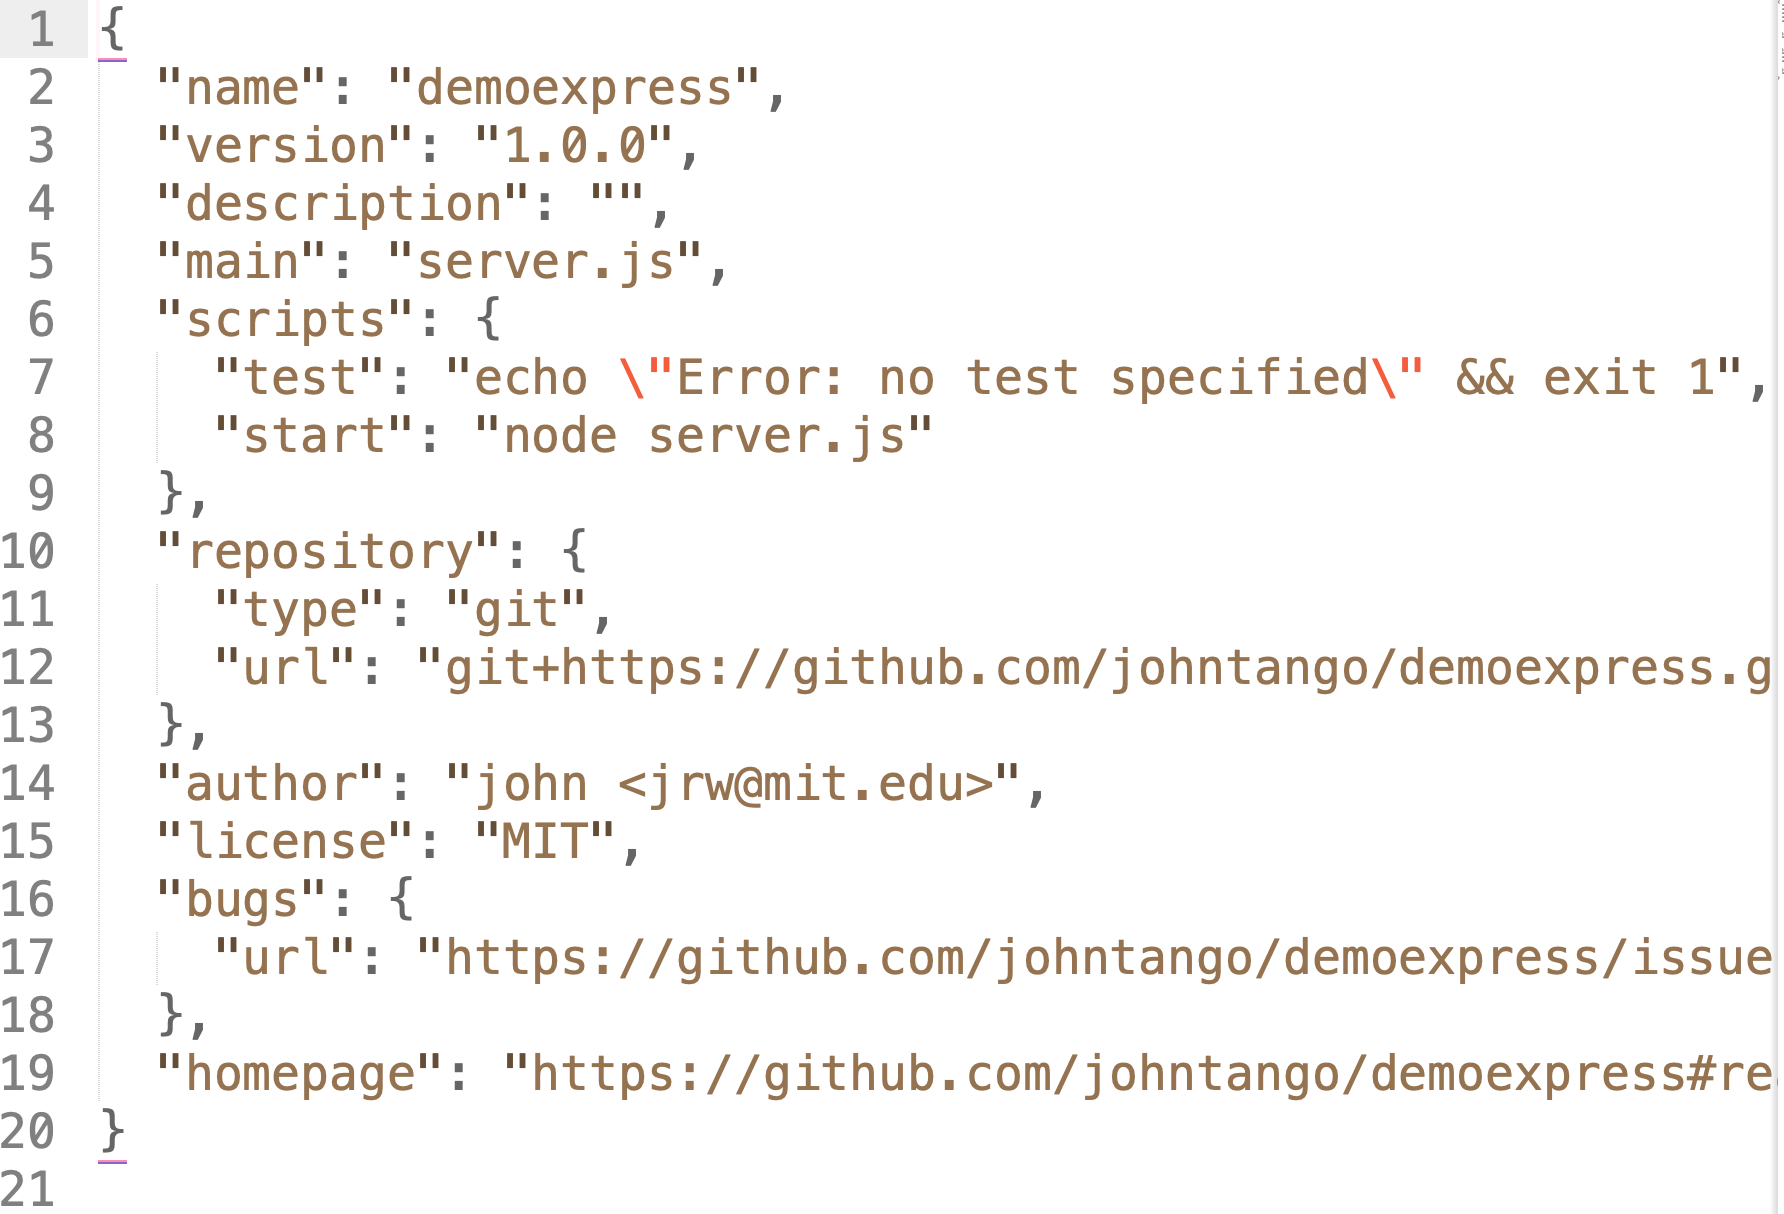 1 {
2   "name": "demoexpress",
3   "version": "1.0.0",
4   "description": "",
5   "main": "server.js",
6   "scripts": {
7     "test": "echo \"Error: no test specified\" && exit 1",
8     "start": "node server.js"
9   },
10   "repository": {
11     "type": "git",
12     "url": "git+https://github.com/johntango/demoexpress.g
13   },
14   "author": "john <jrw@mit.edu>",
15   "license": "MIT",
16   "bugs": {
17     "url": "https://github.com/johntango/demoexpress/issue
18   },
19   "homepage": "https://github.com/johntango/demoexpress#re
20 }
21